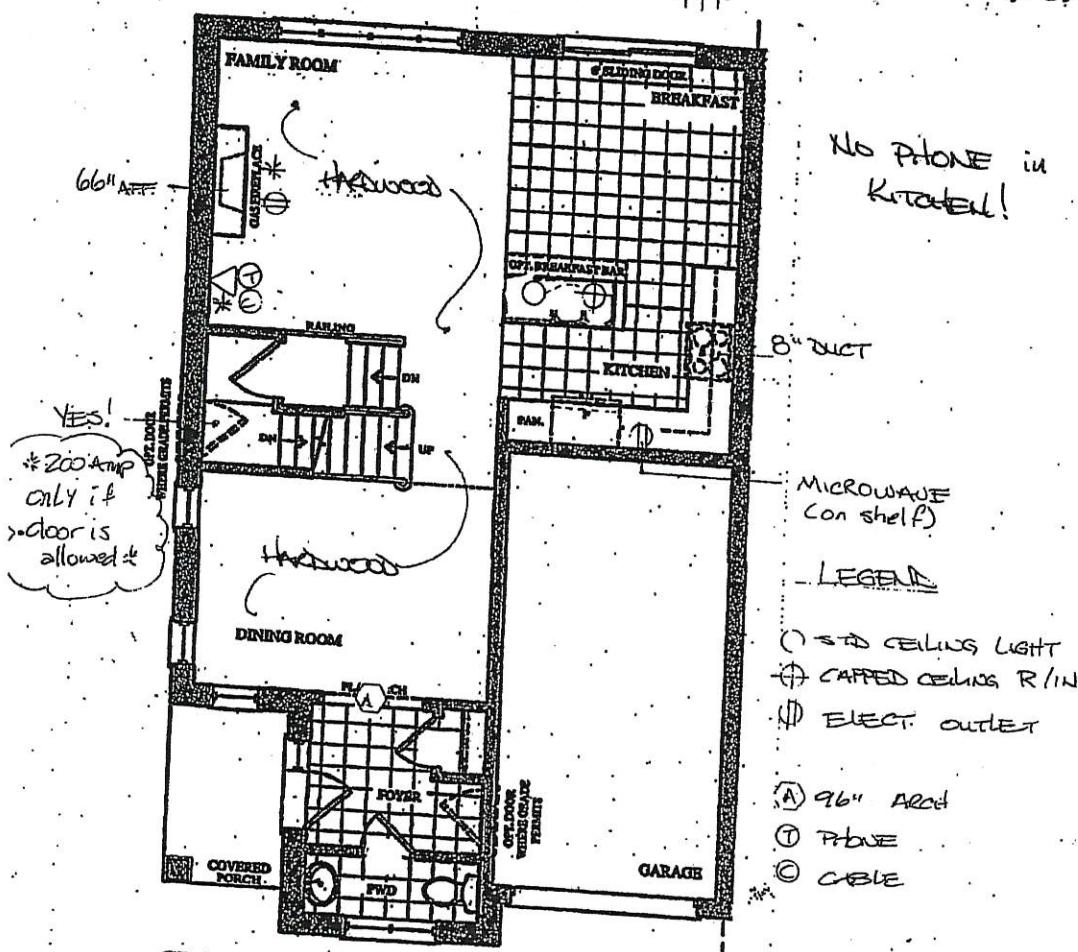 FAMILY ROOM
6' SLIDING DOOR
BREAKFAST
NO PHONE in
KITCHEN!
66" AFF
GAS FIREPLACE
HARDWOOD
T
C
OPT. BREAKFAST BAR
RAILING
DN
KITCHEN
8" DUCT
YES!
OPT. DOOR
WHERE GRADE PERMITS
DN
UP
PAN.
* 200 AMP
only if
door is
allowed *
MICROWAVE
(on shelf)
HARDWOOD
LEGEND
DINING ROOM
STD CEILING LIGHT
CAPPED CEILING R/IN
ELECT. OUTLET
A
FOYER
OPT. DOOR
WHERE GRADE
PERMITS
A 96" ARCH
T PHONE
C CABLE
COVERED
PORCH
PWD
GARAGE